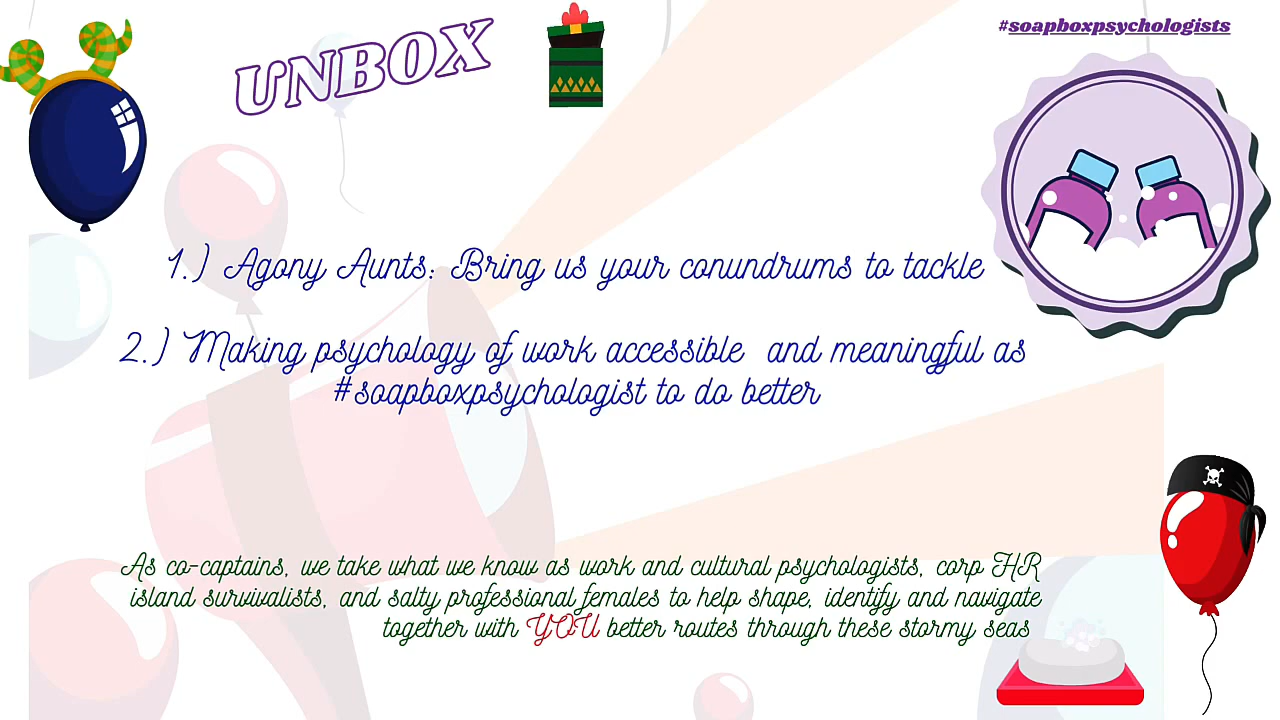 UNBOX
#soapboxpsychologists
1.) Agony Aunts: Bring us your conundrums to tackle
2.) Making psychology of work accessible and meaningful as
#soapboxpsychologist to do better
As co-captains, we take what we know as work and cultural psychologists, corp HR
island survivalists, and salty professional females to help shape, identify and navigate
together with YOU better routes through these stormy seas